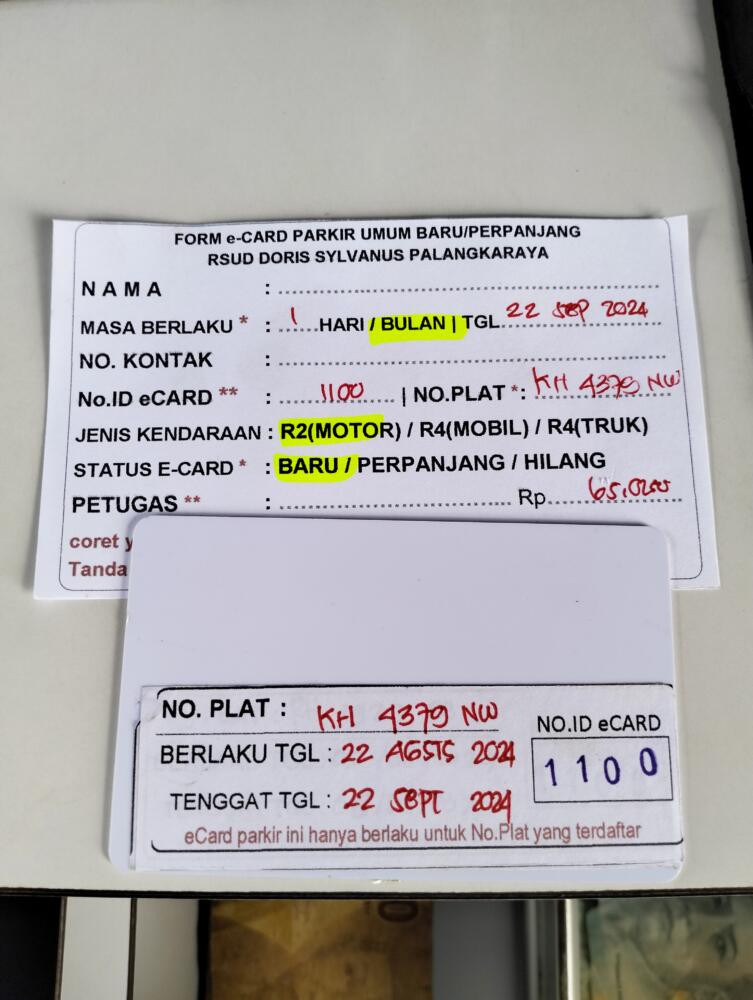 FORM e-CARD PARKIR UMUM BARU/PERPANJANG
RSUD DORIS SYLVANUS PALANGKARAYA
NAMA : ........................................
MASA BERLAKU * : 1 HARI / BULAN | TGL 22 SEP 2024
NO. KONTAK : ........................................
No.ID eCARD ** : 1100 | NO.PLAT *: KH 4379 NW
JENIS KENDARAAN : R2(MOTOR) / R4(MOBIL) / R4(TRUK)
STATUS E-CARD * : BARU / PERPANJANG / HILANG
PETUGAS ** : ........................ Rp. 65.000
coret y
Tanda
NO. PLAT : KH 4379 NW
BERLAKU TGL : 22 AGSTS 2024
TENGGAT TGL : 22 SEPT 2024
NO.ID eCARD
1100
eCard parkir ini hanya berlaku untuk No.Plat yang terdaftar